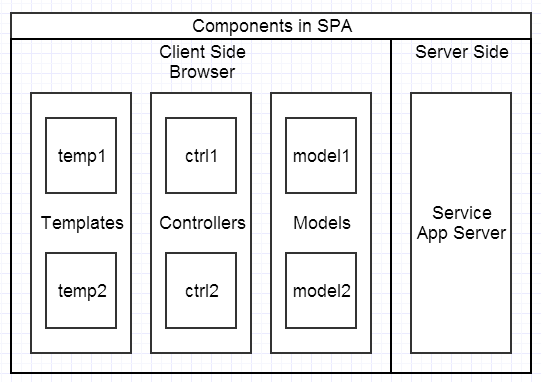 Components in SPA
Client Side
Browser
Server Side
temp1
Templates
temp2
ctrl1
Controllers
ctrl2
model1
Models
model2
Service
App Server